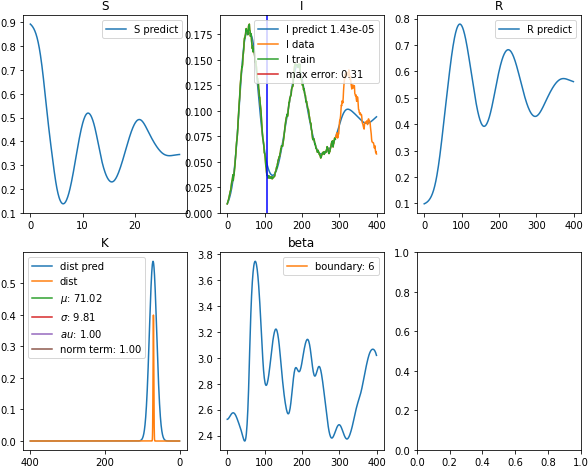 S
S predict
0.9
0.8
0.7
0.6
0.5
0.4
0.3
0.2
0.1
0 10 20
I
I predict 1.43e-05
I data
I train
max error: 0.31
0.175
0.150
0.125
0.100
0.075
0.050
0.025
0.000
0 100 200 300 400
R
R predict
0.8
0.7
0.6
0.5
0.4
0.3
0.2
0.1
0 100 200 300 400
K
dist pred
dist
μ: 71.02
σ: 9.81
au: 1.00
norm term: 1.00
0.5
0.4
0.3
0.2
0.1
0.0
400 200 0
beta
boundary: 6
3.8
3.6
3.4
3.2
3.0
2.8
2.6
2.4
0 100 200 300 400
1.0
0.8
0.6
0.4
0.2
0.0
0.0 0.2 0.4 0.6 0.8 1.0